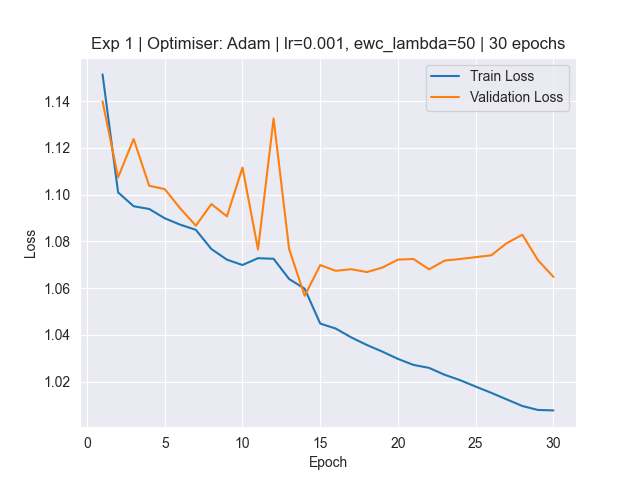 Exp 1 | Optimiser: Adam | lr=0.001, ewc_lambda=50 | 30 epochs
Train Loss
Validation Loss
1.14
1.12
1.10
1.08
1.06
1.04
1.02
Loss
0
5
10
15
20
25
30
Epoch